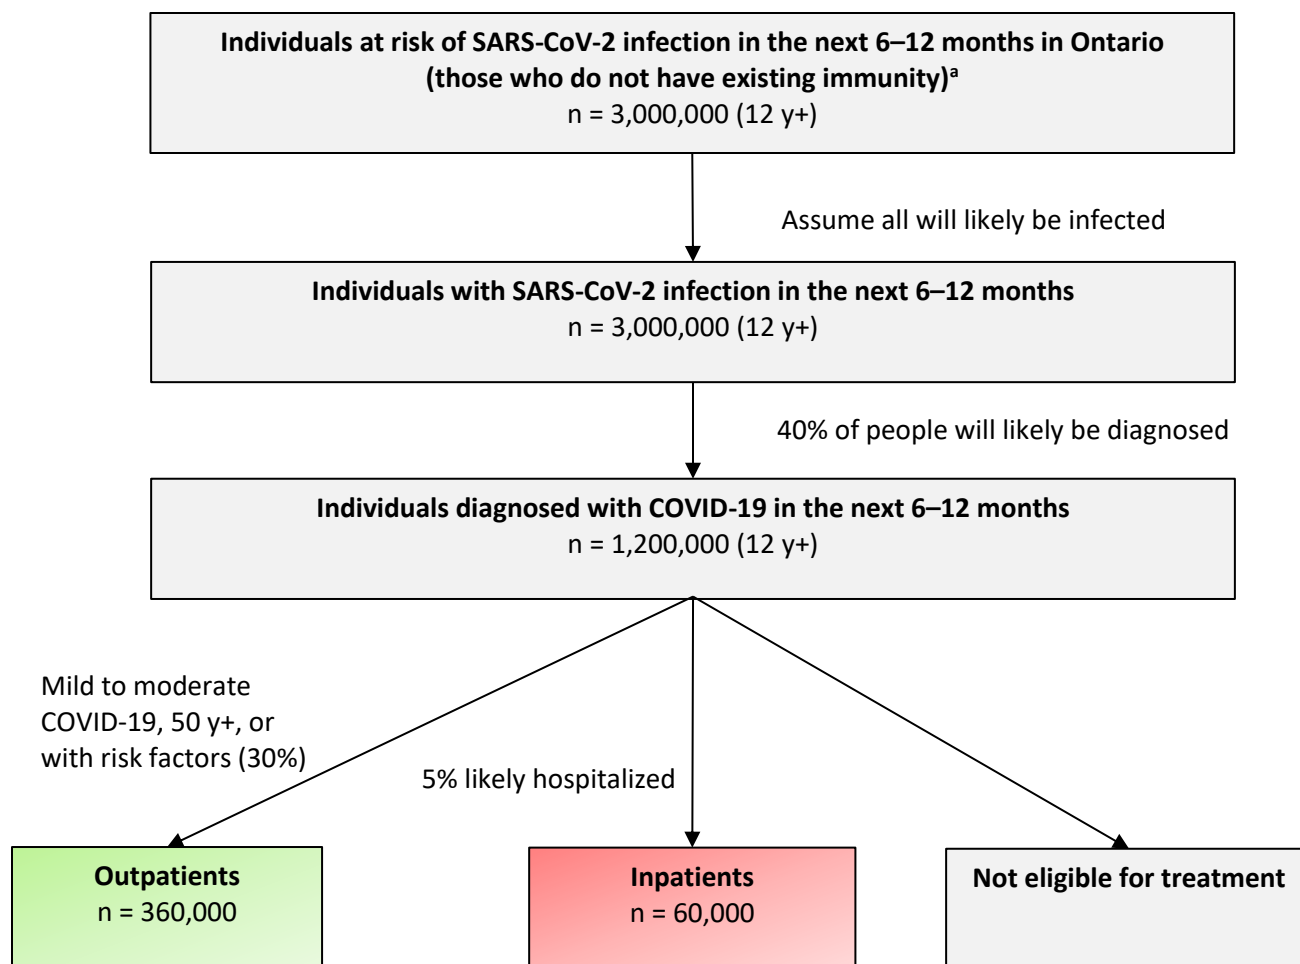 Individuals at risk of SARS-CoV-2 infection in the next 6–12 months in Ontario
(those who do not have existing immunity)ᵃ
n = 3,000,000 (12 y+)
Assume all will likely be infected
Individuals with SARS-CoV-2 infection in the next 6–12 months
n = 3,000,000 (12 y+)
40% of people will likely be diagnosed
Individuals diagnosed with COVID-19 in the next 6–12 months
n = 1,200,000 (12 y+)
Mild to moderate
COVID-19, 50 y+, or
with risk factors (30%)
5% likely hospitalized
Outpatients
n = 360,000
Inpatients
n = 60,000
Not eligible for treatment